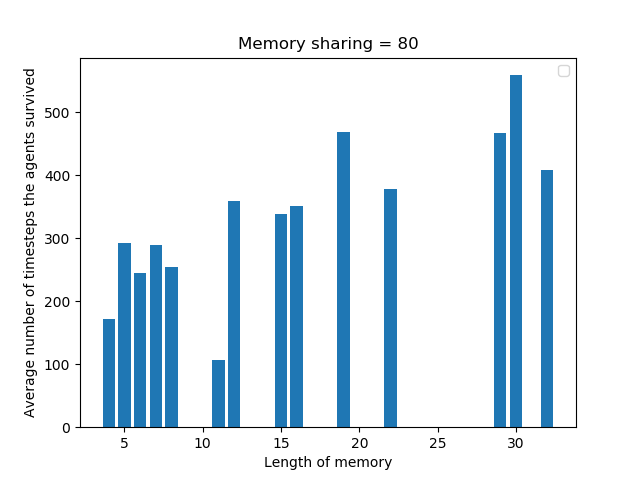 Memory sharing = 80
Average number of timesteps the agents survived
500
400
300
200
100
0
5 10 15 20 25 30
Length of memory